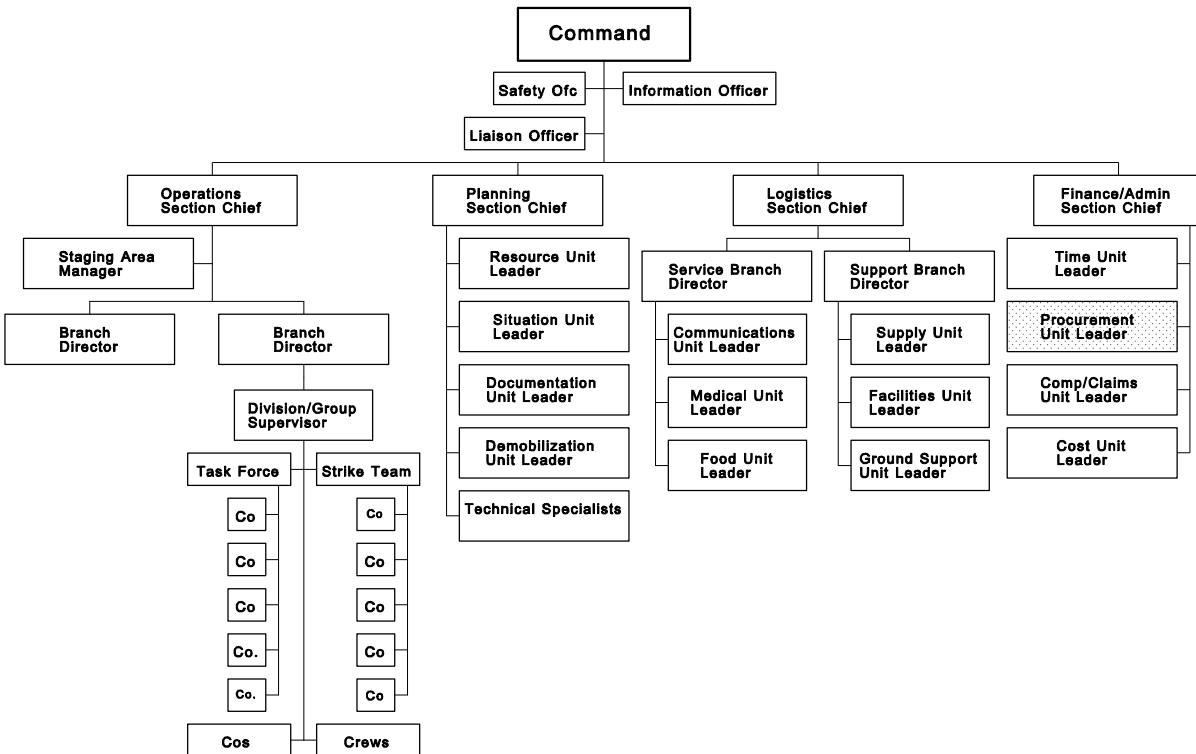 Command
Safety Ofc
Information Officer
Liaison Officer
Operations
Section Chief
Planning
Section Chief
Logistics
Section Chief
Finance/Admin
Section Chief
Staging Area
Manager
Branch
Director
Branch
Director
Division/Group
Supervisor
Task Force
Strike Team
Co
Co
Co
Co.
Co.
Co
Co
Co
Co
Co
Cos
Crews
Resource Unit
Leader
Situation Unit
Leader
Documentation
Unit Leader
Demobilization
Unit Leader
Technical Specialists
Service Branch
Director
Communications
Unit Leader
Medical Unit
Leader
Food Unit
Leader
Support Branch
Director
Supply Unit
Leader
Facilities Unit
Leader
Ground Support
Unit Leader
Time Unit
Leader
Procurement
Unit Leader
Comp/Claims
Unit Leader
Cost Unit
Leader